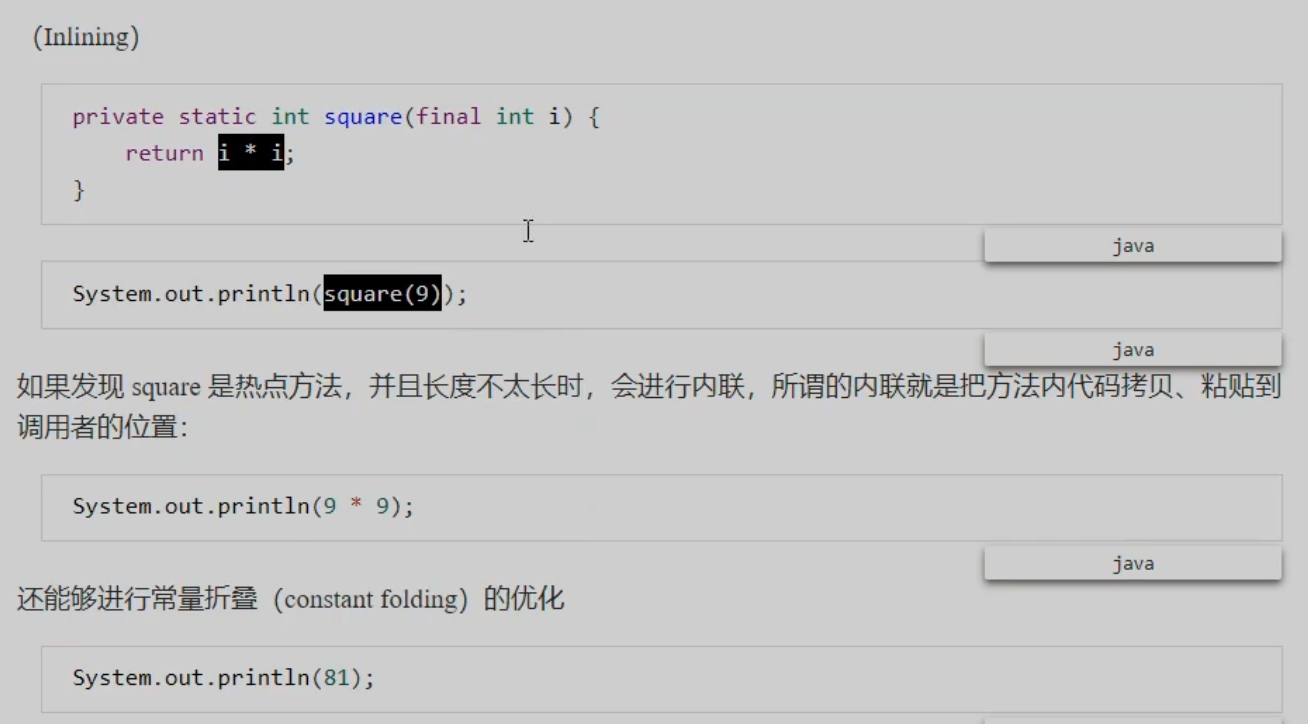 (Inlining)
private static int square(final int i) {
    return i * i;
}
java
System.out.println(square(9));
java
如果发现 square 是热点方法，并且长度不太长时，会进行内联，所谓的内联就是把方法内代码拷贝、粘贴到
调用者的位置：
System.out.println(9 * 9);
java
还能够进行常量折叠（constant folding）的优化
System.out.println(81);